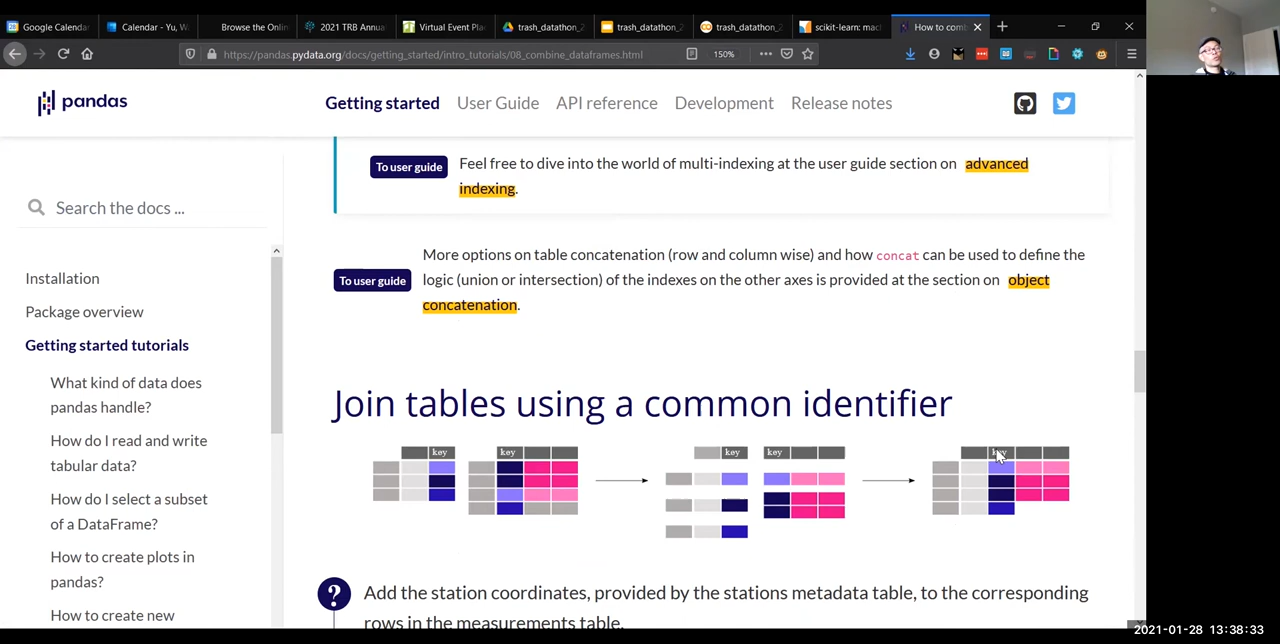 Google Calendar
Calendar - Yu, W
Browse the Onli
2021 TRB Annua
Virtual Event Pla
trash_datathon_
trash_datathon_2
trash_datathon_
scikit-learn: mach
How to comb
https://pandas.pydata.org/docs/getting_started/intro_tutorials/08_combine_dataframes.html
150%
pandas
Getting started
User Guide
API reference
Development
Release notes
Search the docs ...
Installation
Package overview
Getting started tutorials
What kind of data does
pandas handle?
How do I read and write
tabular data?
How do I select a subset
of a DataFrame?
How to create plots in
pandas?
How to create new
To user guide
Feel free to dive into the world of multi-indexing at the user guide section on advanced
indexing.
To user guide
More options on table concatenation (row and column wise) and how concat can be used to define the
logic (union or intersection) of the indexes on the other axes is provided at the section on object
concatenation.
Join tables using a common identifier
key
key
key
key
key
?
Add the station coordinates, provided by the stations metadata table, to the corresponding
rows in the measurements table.
2021-01-28 13:38:33